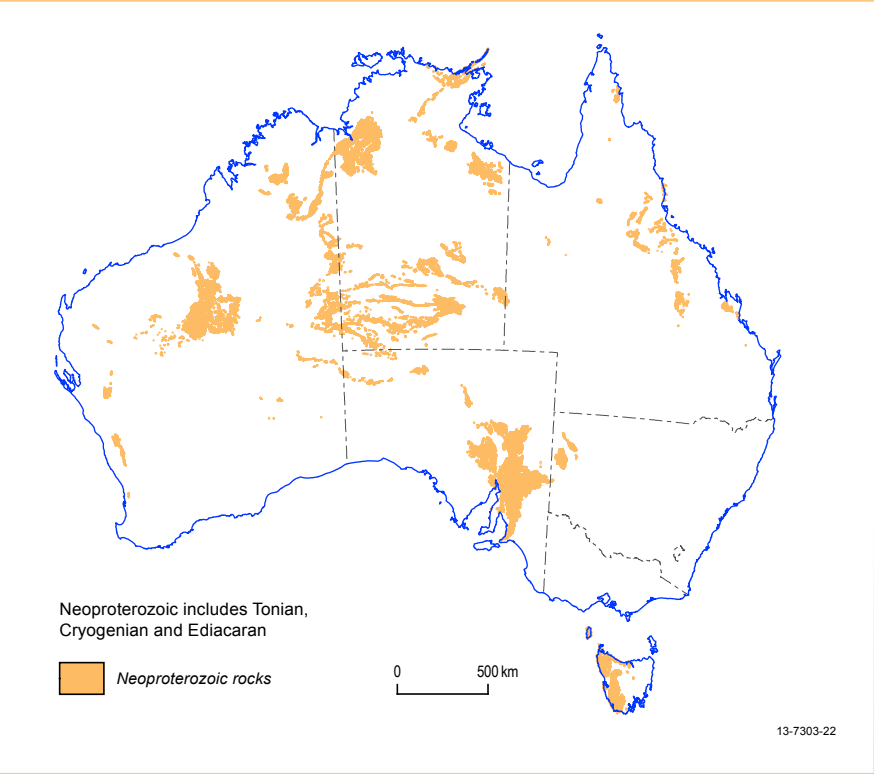 Neoproterozoic includes Tonian,
Cryogenian and Ediacaran
Neoproterozoic rocks
0 500 km
13-7303-22